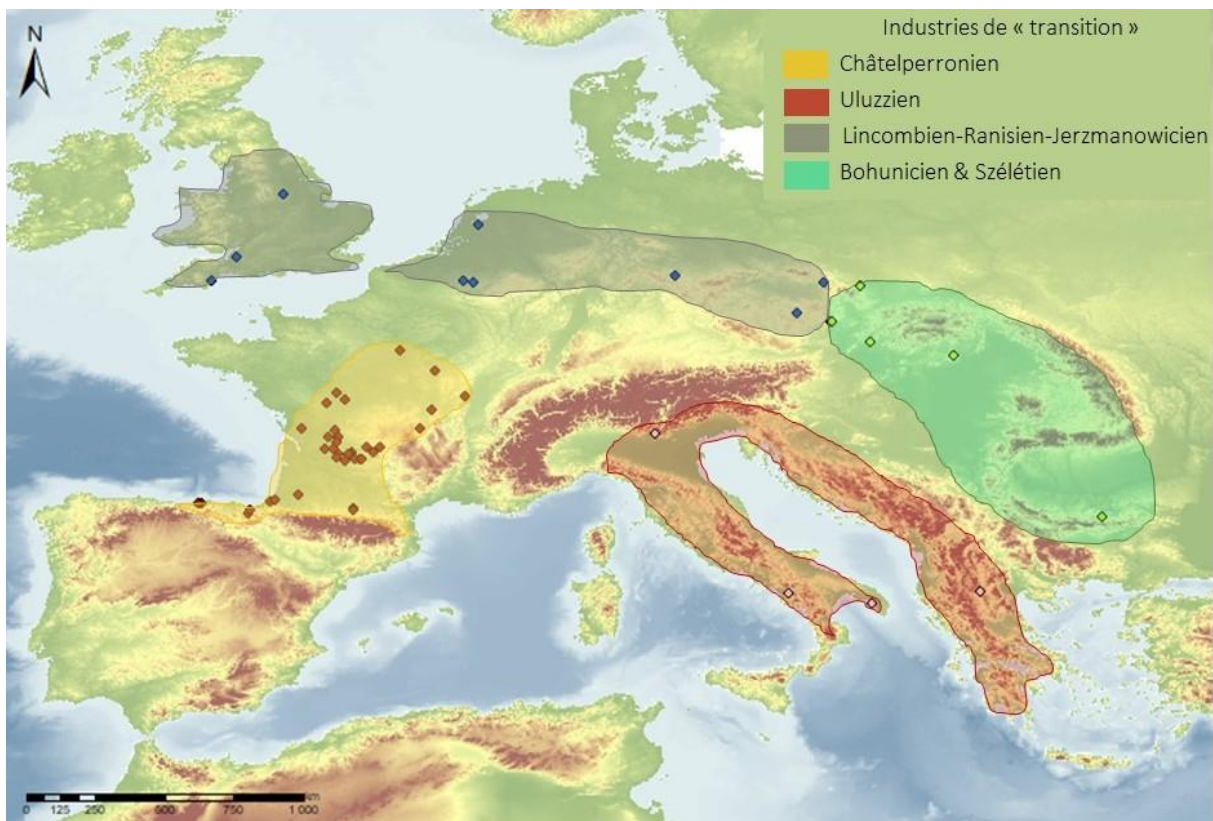 N
Industries de « transition »
Châtelperronien
Uluzzien
Lincombien-Ranisien-Jerzmanowicien
Bohunicien & Szélétien
km
0 125 250 500 750 1 000